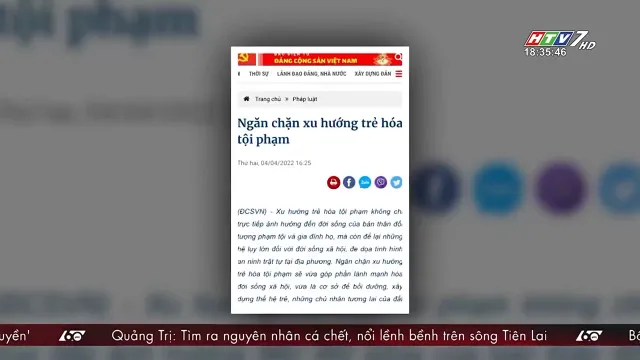 tội phạm
HTV7 HD
18:35:46
ĐẢNG CỘNG SẢN VIỆT NAM
THỜI SỰ LÃNH ĐẠO ĐẢNG, NHÀ NƯỚC XÂY DỰNG ĐẢN
Trang chủ » Pháp luật
Ngăn chặn xu hướng trẻ hóa
tội phạm
Thứ hai, 04/04/2022 16:25
(ĐCSVN) - Xu hướng trẻ hóa tội phạm không ch
trực tiếp ảnh hưởng đến đời sống của bản thân đối
tượng phạm tội và gia đình họ, mà còn để lại những
hệ lụy lớn đối với đời sống xã hội, đe dọa tình hình
an ninh trật tự tại địa phương. Ngăn chặn xu hướng
trẻ hóa tội phạm sẽ vừa góp phần lành mạnh hóa
đời sống xã hội, vừa là cơ sở để bồi dưỡng, xây
dựng thế hệ trẻ, những chủ nhân tương lai của đất
uyền' 60 Quảng Trị: Tìm ra nguyên nhân cá chết, nổi lềnh bềnh trên sông Tiên Lai 60